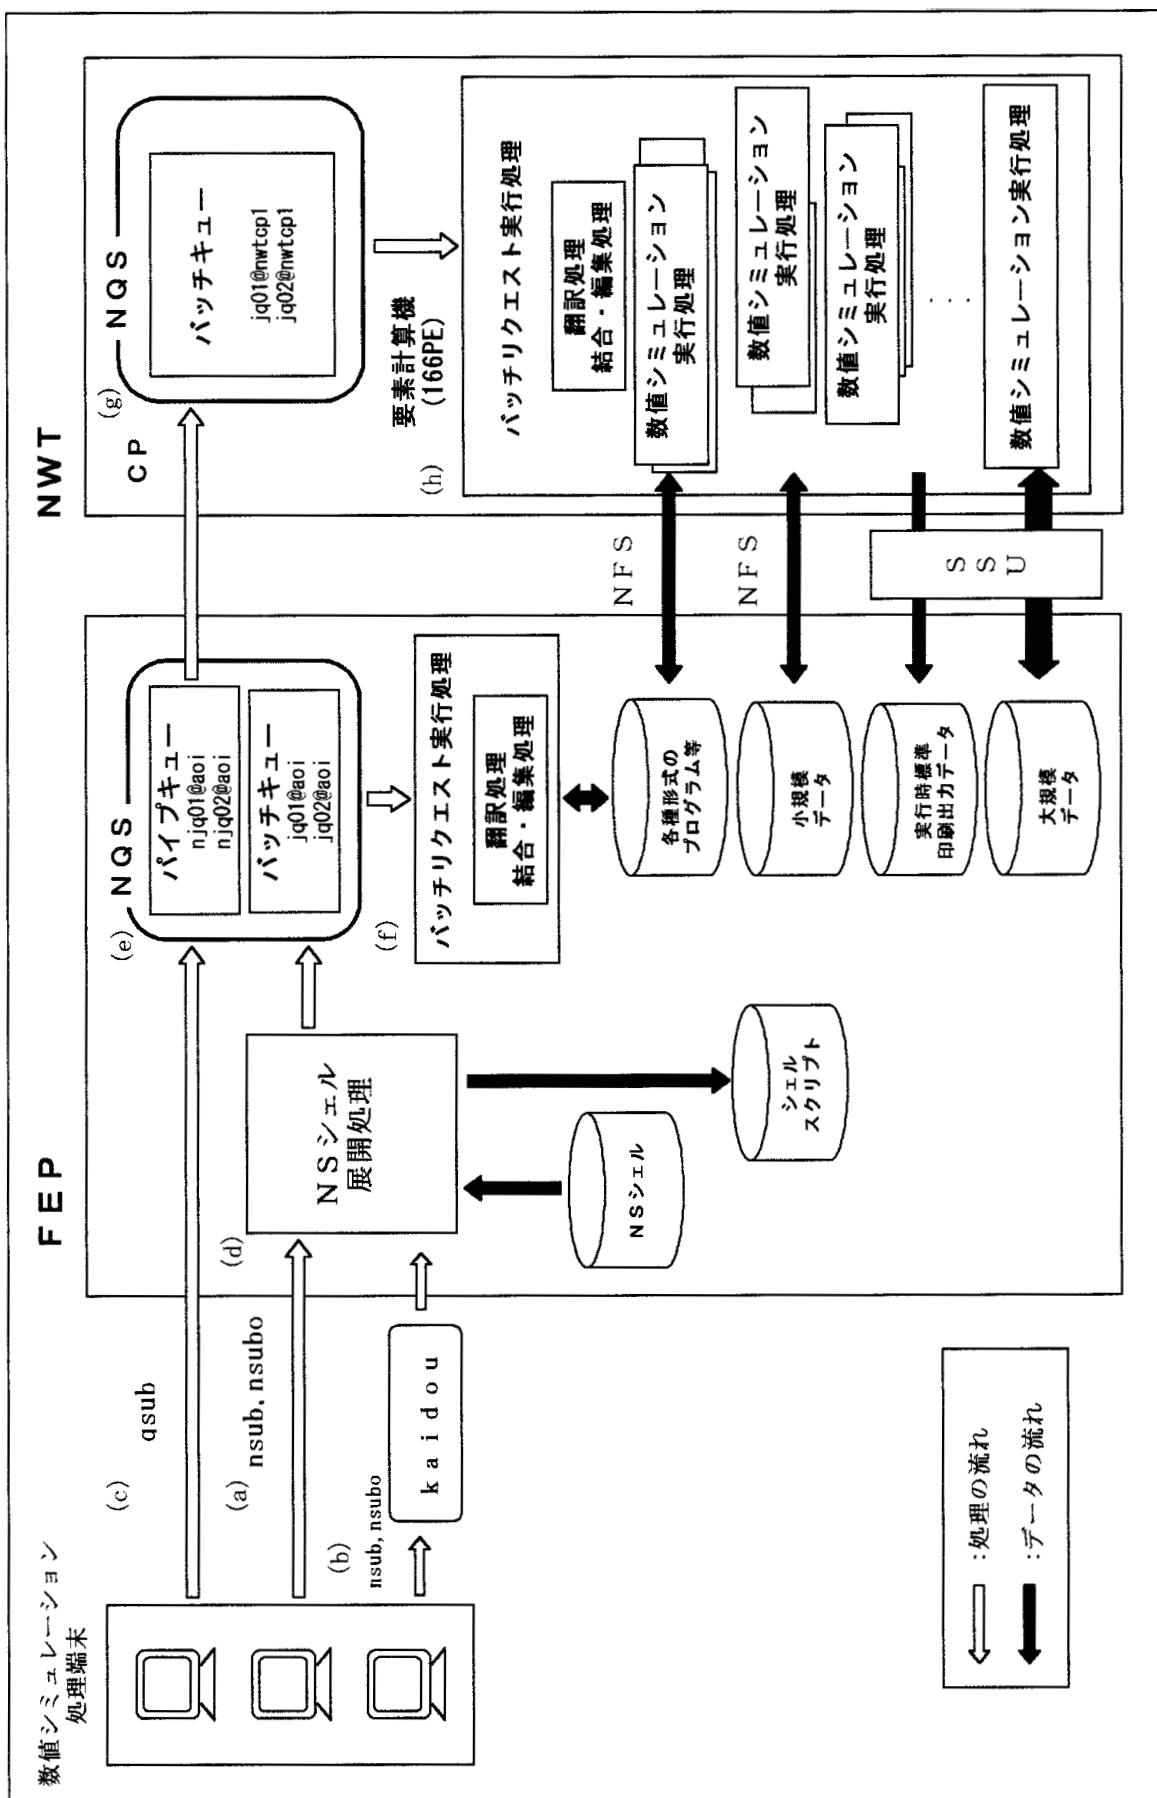 数値シミュレーション
処理端末
(c)
qsub
(a)
nsub, nsubo
(b)
nsub, nsubo
kaidou
:処理の流れ
:データの流れ
FEP
(d)
NSシェル
展開処理
NSシェル
シェル
スクリプト
(e)
NQS
パイプキュー
njq01@aoi
njq02@aoi
バッチキュー
jq01@aoi
jq02@aoi
(f)
バッチリクエスト実行処理
翻訳処理
結合・編集処理
各種形式の
プログラム等
小規模
データ
実行時標準
印刷出力データ
大規模
データ
NFS
NFS
SSU
NWT
CP
(g)
NQS
バッチキュー
jq01@nwtcp1
jq02@nwtcp1
要素計算機
(166PE)
(h)
バッチリクエスト実行処理
翻訳処理
結合・編集処理
数値シミュレーション
実行処理
数値シミュレーション
実行処理
数値シミュレーション
実行処理
・・・
数値シミュレーション実行処理